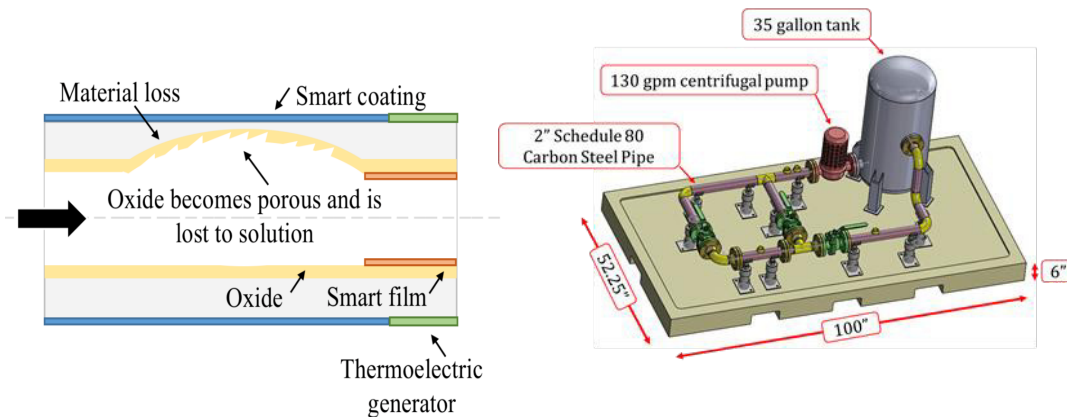 Material loss
Smart coating
Oxide becomes porous and is
lost to solution
Oxide
Smart film
Thermoelectric
generator
35 gallon tank
130 gpm centrifugal pump
2” Schedule 80
Carbon Steel Pipe
52.25”
100”
6”